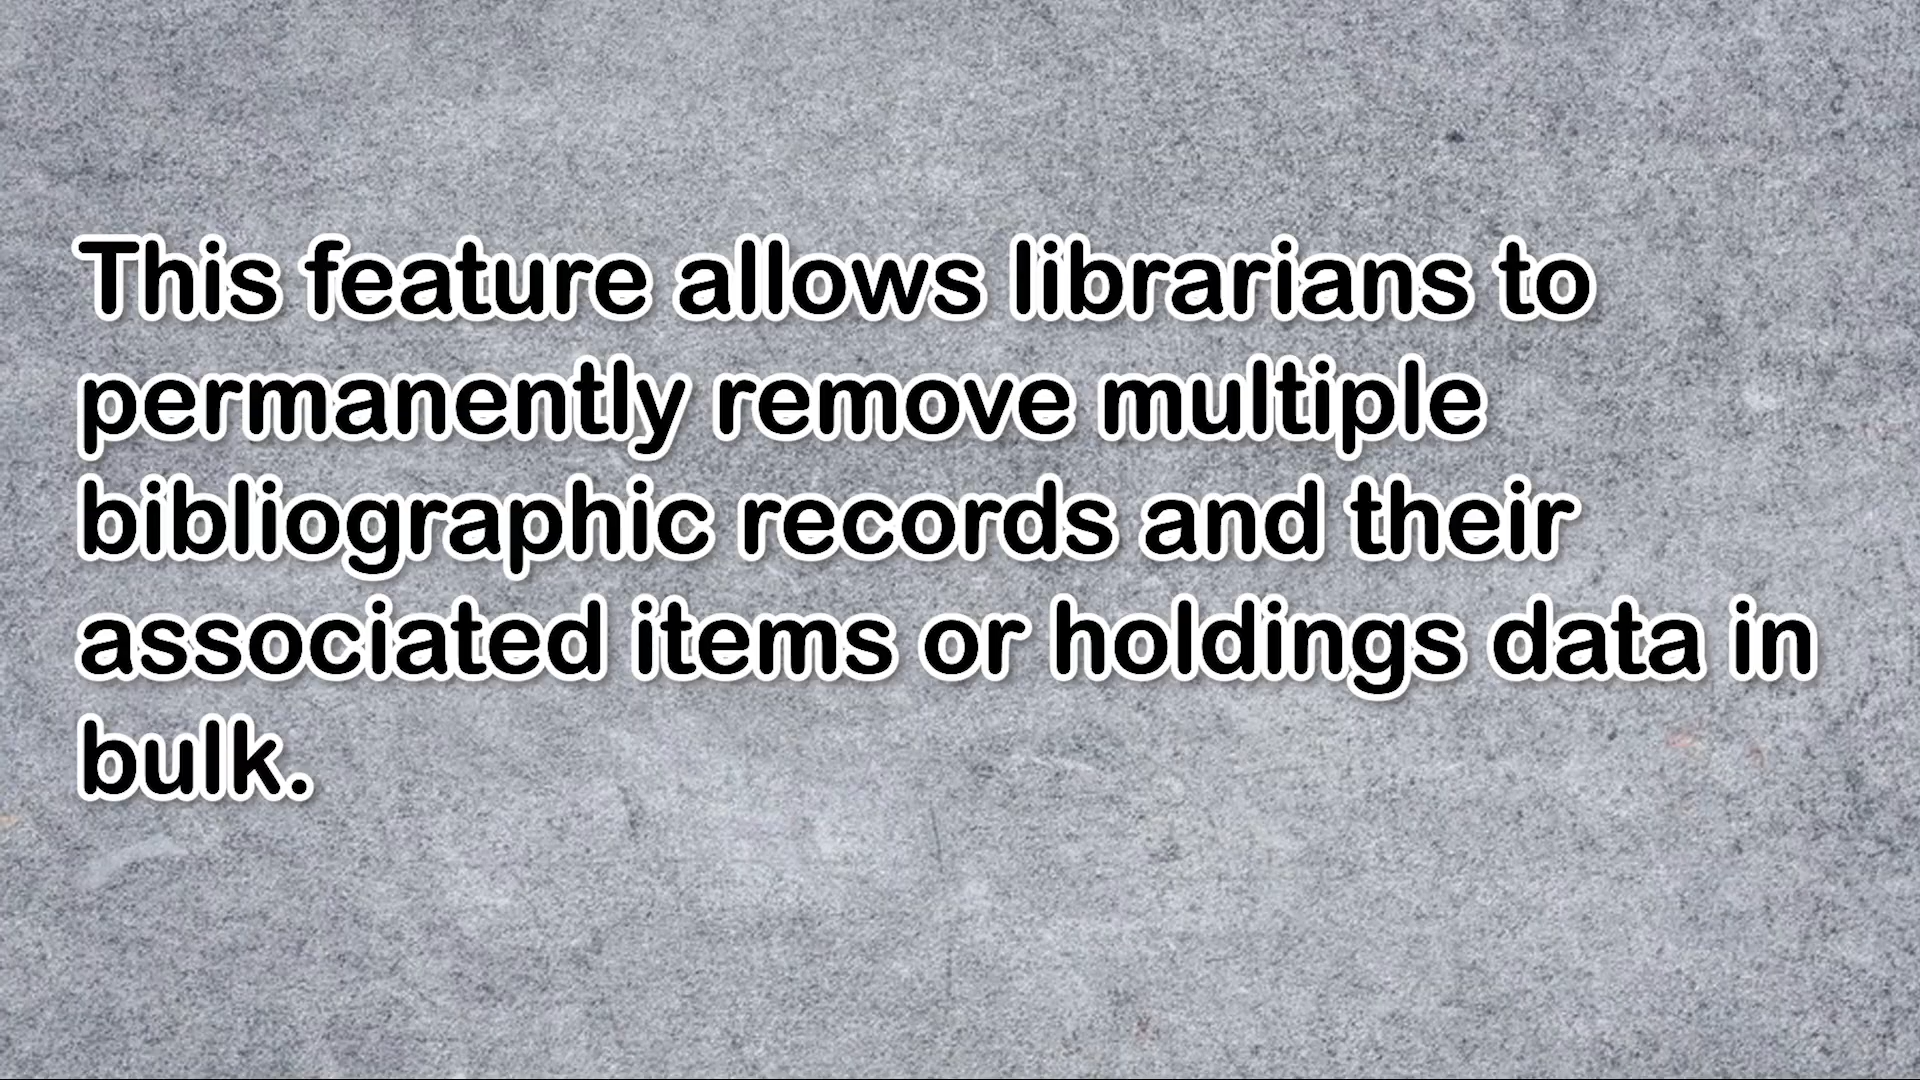 This feature allows librarians to
permanently remove multiple
bibliographic records and their
associated items or holdings data in
bulk.